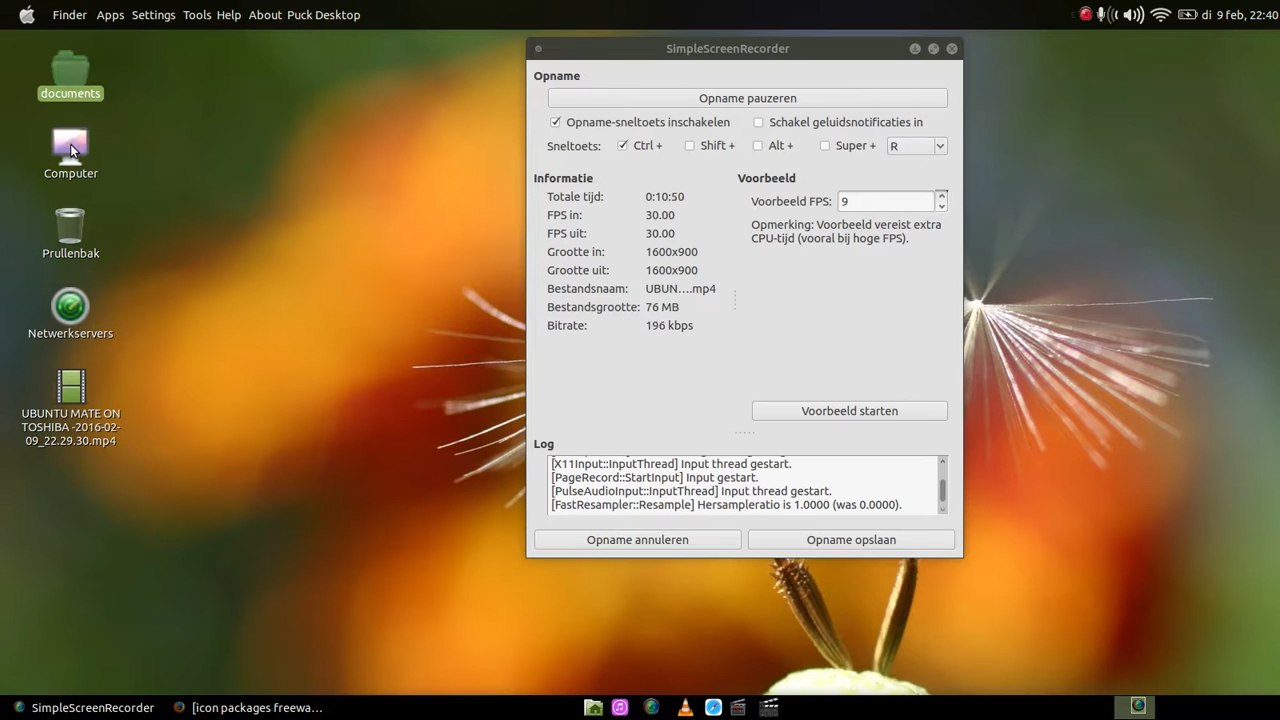 Finder Apps Settings Tools Help About Puck Desktop
di 9 feb, 22:40
documents
Computer
Prullenbak
Netwerkservers
UBUNTU MATE ON
TOSHIBA -2016-02-
09_22.29.30.mp4
SimpleScreenRecorder
Opname
Opname pauzeren
Opname-sneltoets inschakelen
Schakel geluidsnotificaties in
Sneltoets: Ctrl + Shift + Alt + Super + R
Informatie
Totale tijd: 0:10:50
FPS in: 30.00
FPS uit: 30.00
Grootte in: 1600x900
Grootte uit: 1600x900
Bestandsnaam: UBUN....mp4
Bestandsgrootte: 76 MB
Bitrate: 196 kbps
Voorbeeld
Voorbeeld FPS: 9
Opmerking: Voorbeeld vereist extra
CPU-tijd (vooral bij hoge FPS).
Voorbeeld starten
Log
[X11Input::InputThread] Input thread gestart.
[PageRecord::StartInput] Input gestart.
[PulseAudioInput::InputThread] Input thread gestart.
[FastResampler::Resample] Hersampleratio is 1.0000 (was 0.0000).
Opname annuleren
Opname opslaan
SimpleScreenRecorder
[icon packages freewa...